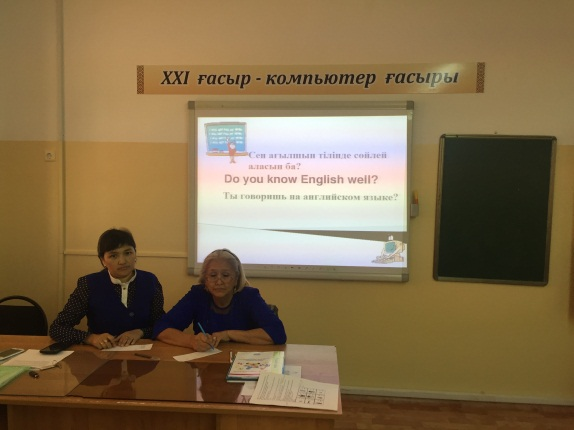 XXI ғасыр - компьютер ғасыры
Сен ағылшын тілінде сөйлей
аласың ба?
Do you know English well?
Ты говоришь на английском языке?